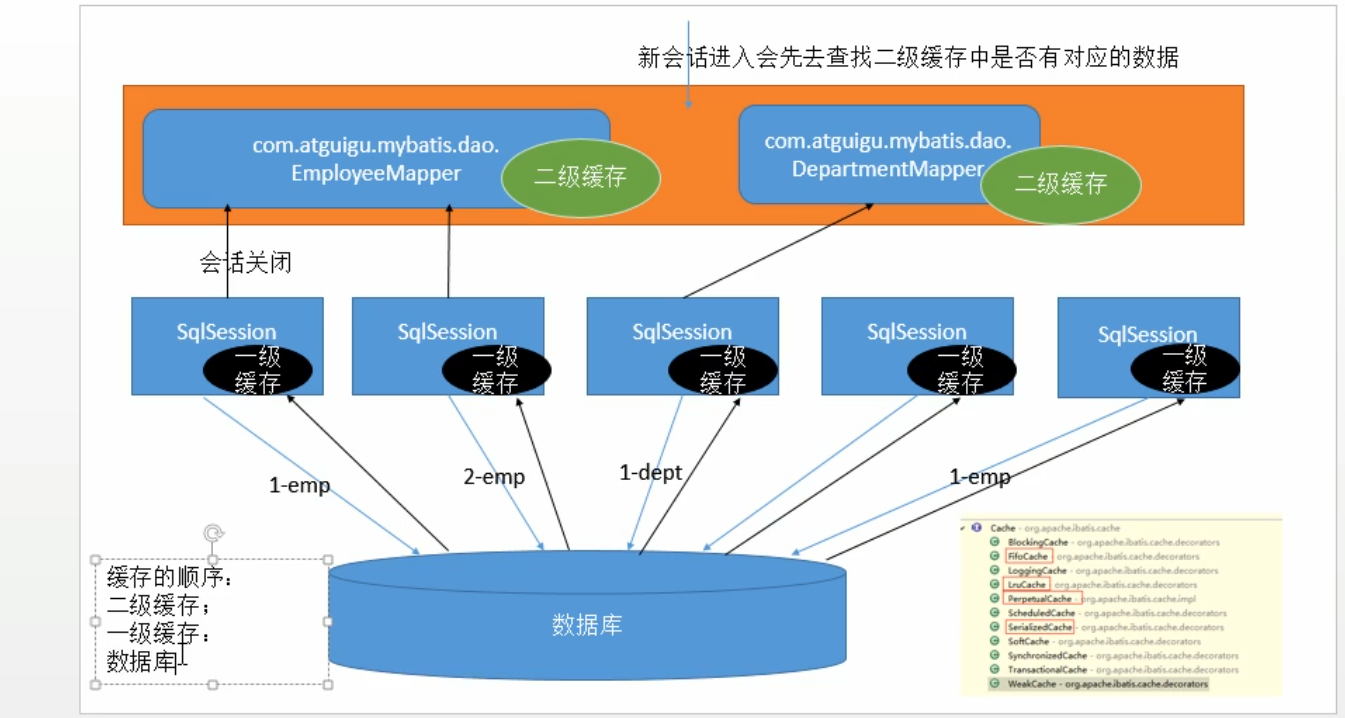 新会话进入会先去查找二级缓存中是否有对应的数据
com.atguigu.mybatis.dao.
EmployeeMapper
二级缓存
com.atguigu.mybatis.dao.
DepartmentMapper
二级缓存
会话关闭
SqlSession
一级
缓存
SqlSession
一级
缓存
SqlSession
一级
缓存
SqlSession
一级
缓存
SqlSession
一级
缓存
1-emp
2-emp
1-dept
1-emp
缓存的顺序：
二级缓存；
一级缓存：
数据库
数据库
Cache - org.apache.ibatis.cache
BlockingCache - org.apache.ibatis.cache.decorators
FifoCache - org.apache.ibatis.cache.decorators
LoggingCache - org.apache.ibatis.cache.decorators
LruCache - org.apache.ibatis.cache.decorators
PerpetualCache - org.apache.ibatis.cache.impl
ScheduledCache - org.apache.ibatis.cache.decorators
SerializedCache - org.apache.ibatis.cache.decorators
SoftCache - org.apache.ibatis.cache.decorators
SynchronizedCache - org.apache.ibatis.cache.decorators
TransactionalCache - org.apache.ibatis.cache.decorators
WeakCache - org.apache.ibatis.cache.decorators